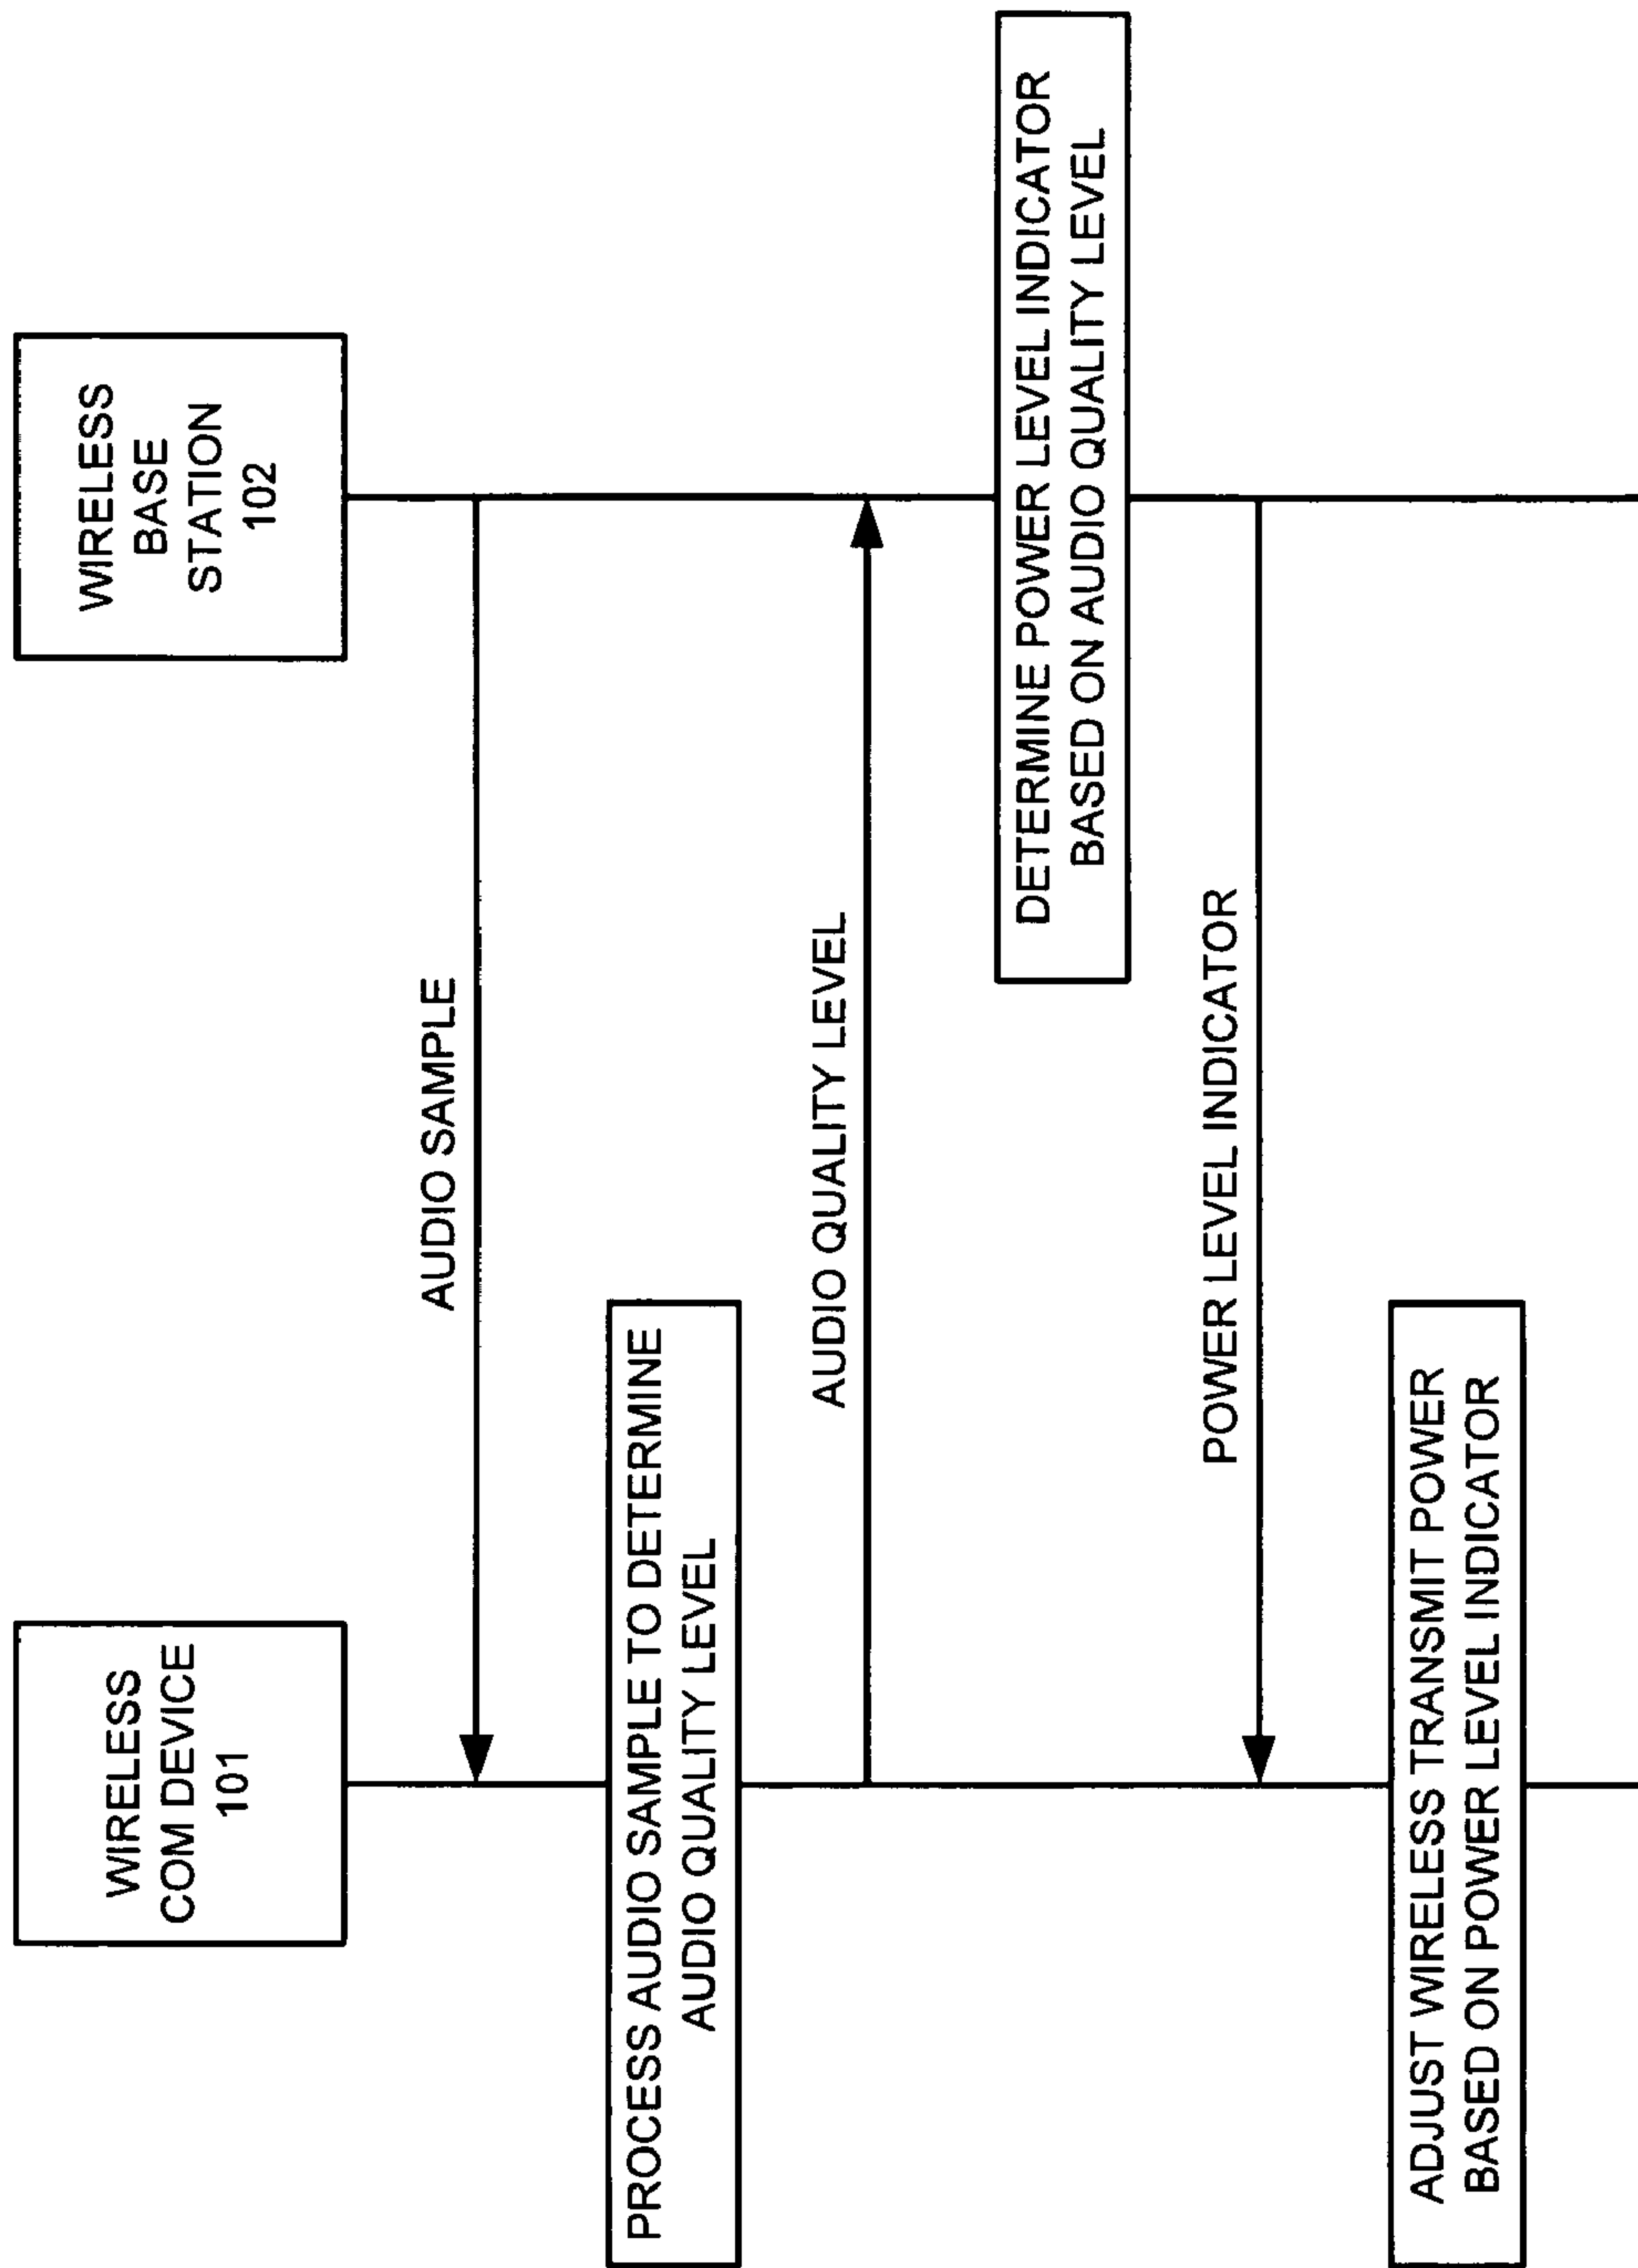 WIRELESS
COM DEVICE
101
WIRELESS
BASE
STATION
102
AUDIO SAMPLE
PROCESS AUDIO SAMPLE TO DETERMINE
AUDIO QUALITY LEVEL
AUDIO QUALITY LEVEL
DETERMINE POWER LEVEL INDICATOR
BASED ON AUDIO QUALITY LEVEL
POWER LEVEL INDICATOR
ADJUST WIRELESS TRANSMIT POWER
BASED ON POWER LEVEL INDICATOR